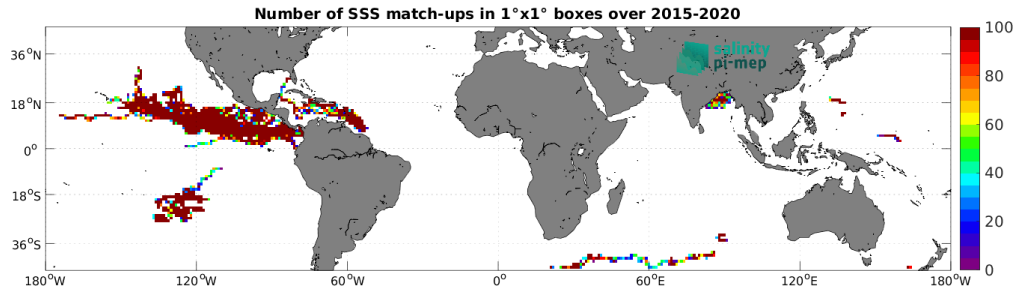 Number of SSS match-ups in 1°x1° boxes over 2015-2020
salinity
pi-mep
36°N
18°N
0°
18°S
36°S
180°W
120°W
60°W
0°
60°E
120°E
180°W
100
80
60
40
20
0